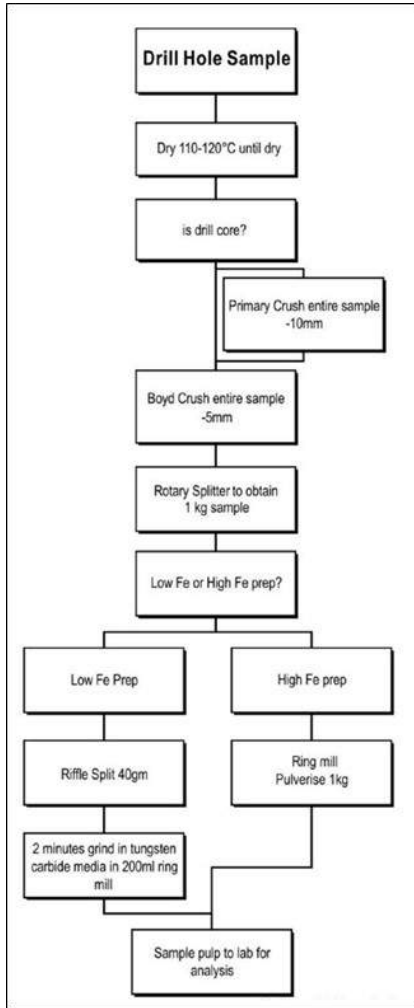 Drill Hole Sample
Dry 110-120°C until dry
is drill core?
Primary Crush entire sample
-10mm
Boyd Crush entire sample
-5mm
Rotary Splitter to obtain
1 kg sample
Low Fe or High Fe prep?
Low Fe Prep
High Fe prep
Riffle Split 40gm
Ring mill
Pulverise 1kg
2 minutes grind in tungsten
carbide media in 200ml ring
mill
Sample pulp to lab for
analysis